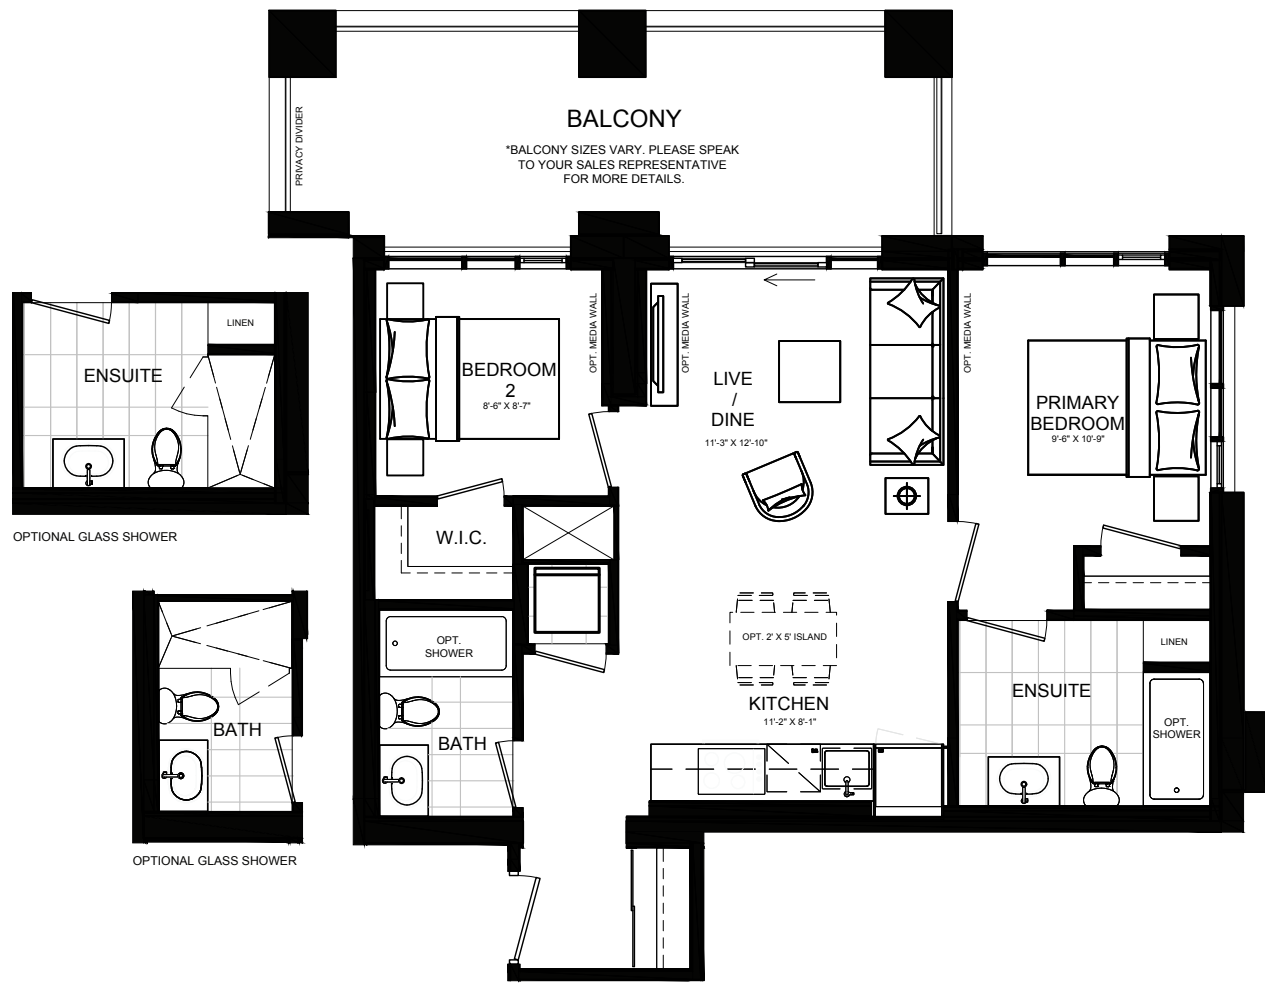 PRIVACY DIVIDER
BALCONY
*BALCONY SIZES VARY. PLEASE SPEAK
TO YOUR SALES REPRESENTATIVE
FOR MORE DETAILS.
LINEN
ENSUITE
OPTIONAL GLASS SHOWER
BEDROOM
2
8'-6" X 8'-7"
OPT. MEDIA WALL
OPT. MEDIA WALL
LIVE
/
DINE
11'-3" X 12'-10"
OPT. MEDIA WALL
PRIMARY
BEDROOM
9'-6" X 10'-9"
W.I.C.
OPT.
SHOWER
BATH
OPT. 2' X 5' ISLAND
KITCHEN
11'-2" X 8'-1"
LINEN
ENSUITE
OPT.
SHOWER
BATH
OPTIONAL GLASS SHOWER